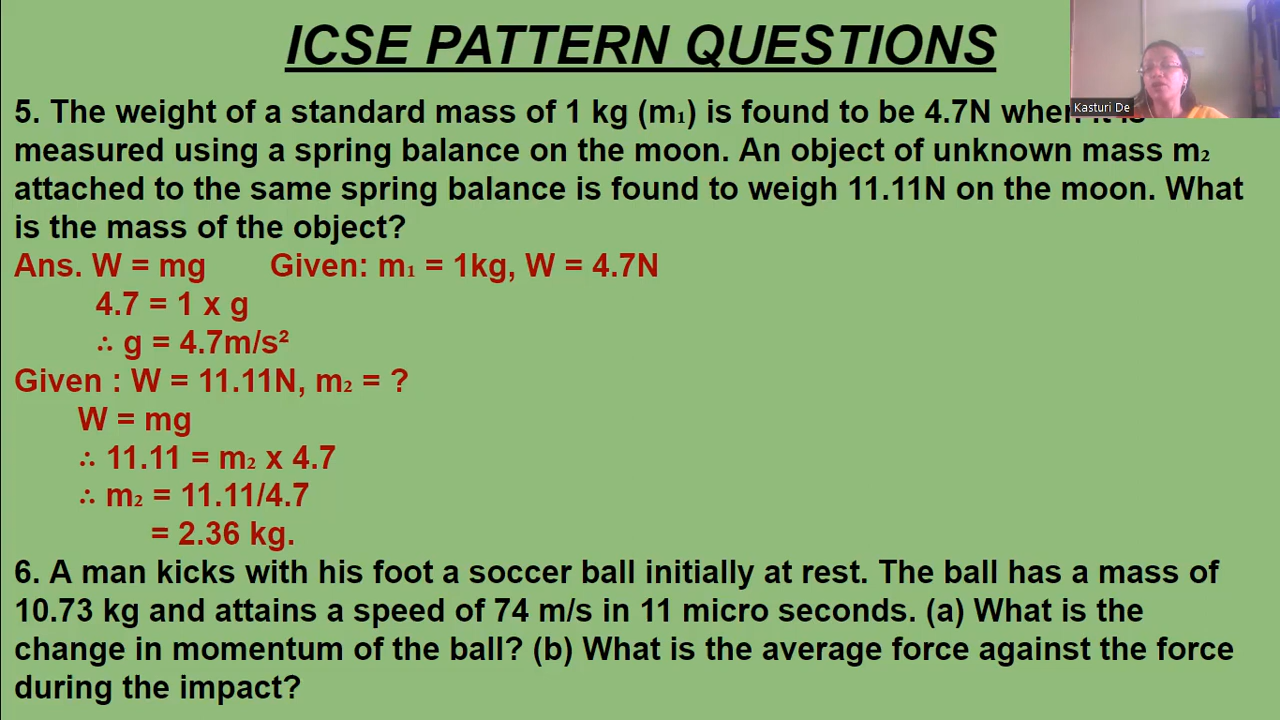 ICSE PATTERN QUESTIONS
Kasturi De
5. The weight of a standard mass of 1 kg (m₁) is found to be 4.7N when it is
measured using a spring balance on the moon. An object of unknown mass m₂
attached to the same spring balance is found to weigh 11.11N on the moon. What
is the mass of the object?
Ans. W = mg Given: m₁ = 1kg, W = 4.7N
4.7 = 1 x g
∴ g = 4.7m/s²
Given : W = 11.11N, m₂ = ?
W = mg
∴ 11.11 = m₂ x 4.7
∴ m₂ = 11.11/4.7
= 2.36 kg.
6. A man kicks with his foot a soccer ball initially at rest. The ball has a mass of
10.73 kg and attains a speed of 74 m/s in 11 micro seconds. (a) What is the
change in momentum of the ball? (b) What is the average force against the force
during the impact?